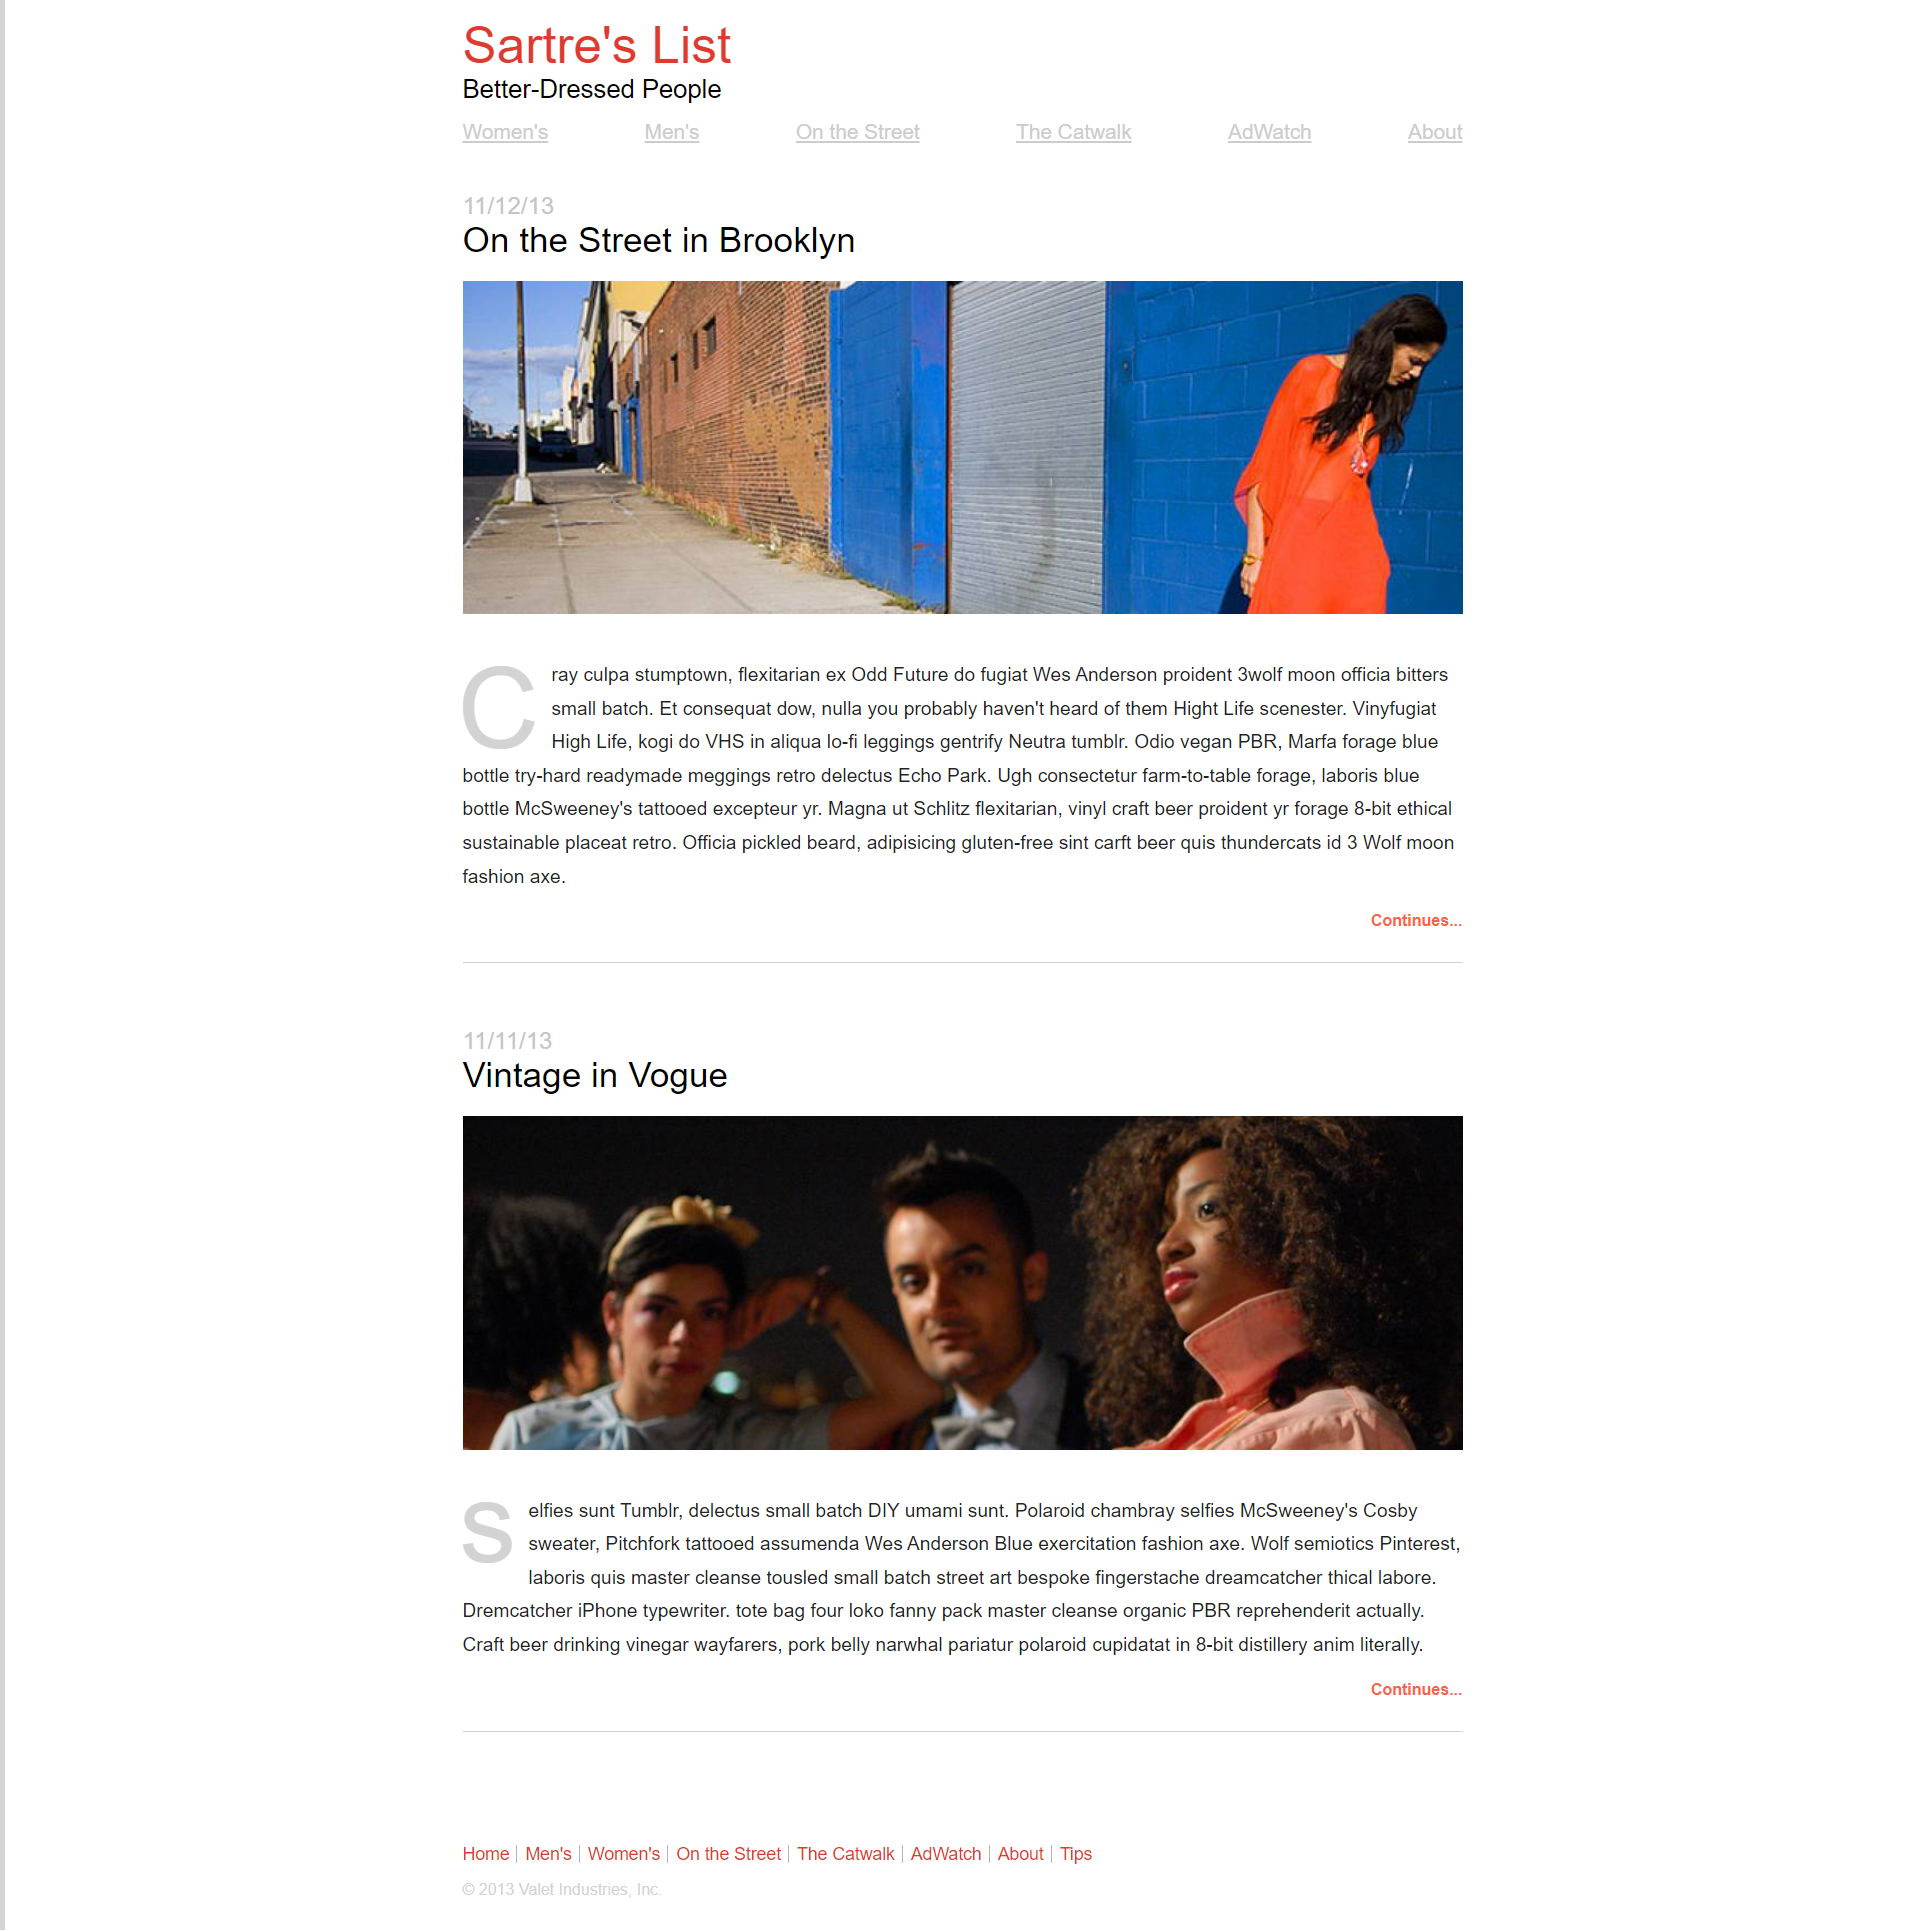 Sartre's List
Better-Dressed People
Women's Men's On the Street The Catwalk AdWatch About
11/12/13
On the Street in Brooklyn
Cray culpa stumptown, flexitarian ex Odd Future do fugiat Wes Anderson proident 3wolf moon officia bitters
small batch. Et consequat dow, nulla you probably haven't heard of them Hight Life scenester. Vinyfugiat
High Life, kogi do VHS in aliqua lo-fi leggings gentrify Neutra tumblr. Odio vegan PBR, Marfa forage blue
bottle try-hard readymade meggings retro delectus Echo Park. Ugh consectetur farm-to-table forage, laboris blue
bottle McSweeney's tattooed excepteur yr. Magna ut Schlitz flexitarian, vinyl craft beer proident yr forage 8-bit ethical
sustainable placeat retro. Officia pickled beard, adipisicing gluten-free sint carft beer quis thundercats id 3 Wolf moon
fashion axe.
Continues...
11/11/13
Vintage in Vogue
Selfies sunt Tumblr, delectus small batch DIY umami sunt. Polaroid chambray selfies McSweeney's Cosby
sweater, Pitchfork tattooed assumenda Wes Anderson Blue exercitation fashion axe. Wolf semiotics Pinterest,
laboris quis master cleanse tousled small batch street art bespoke fingerstache dreamcatcher thical labore.
Dremcatcher iPhone typewriter. tote bag four loko fanny pack master cleanse organic PBR reprehenderit actually.
Craft beer drinking vinegar wayfarers, pork belly narwhal pariatur polaroid cupidatat in 8-bit distillery anim literally.
Continues...
Home | Men's | Women's | On the Street | The Catwalk | AdWatch | About | Tips
© 2013 Valet Industries, Inc.